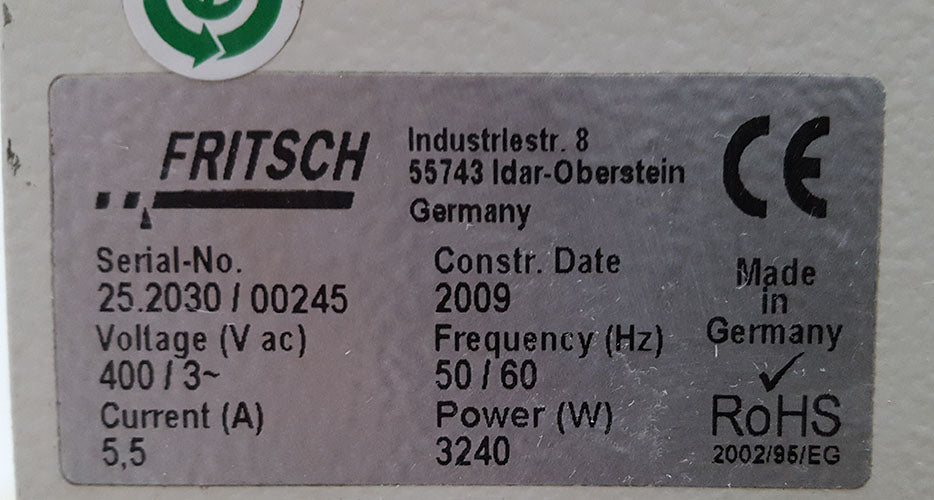 FRITSCH
Industriestr. 8
55743 Idar-Oberstein
Germany
CE
Serial-No.
25.2030 / 00245
Constr. Date
2009
Voltage (V ac)
400 / 3~
Frequency (Hz)
50 / 60
Current (A)
5,5
Power (W)
3240
Made
in
Germany
RoHS
2002/95/EG